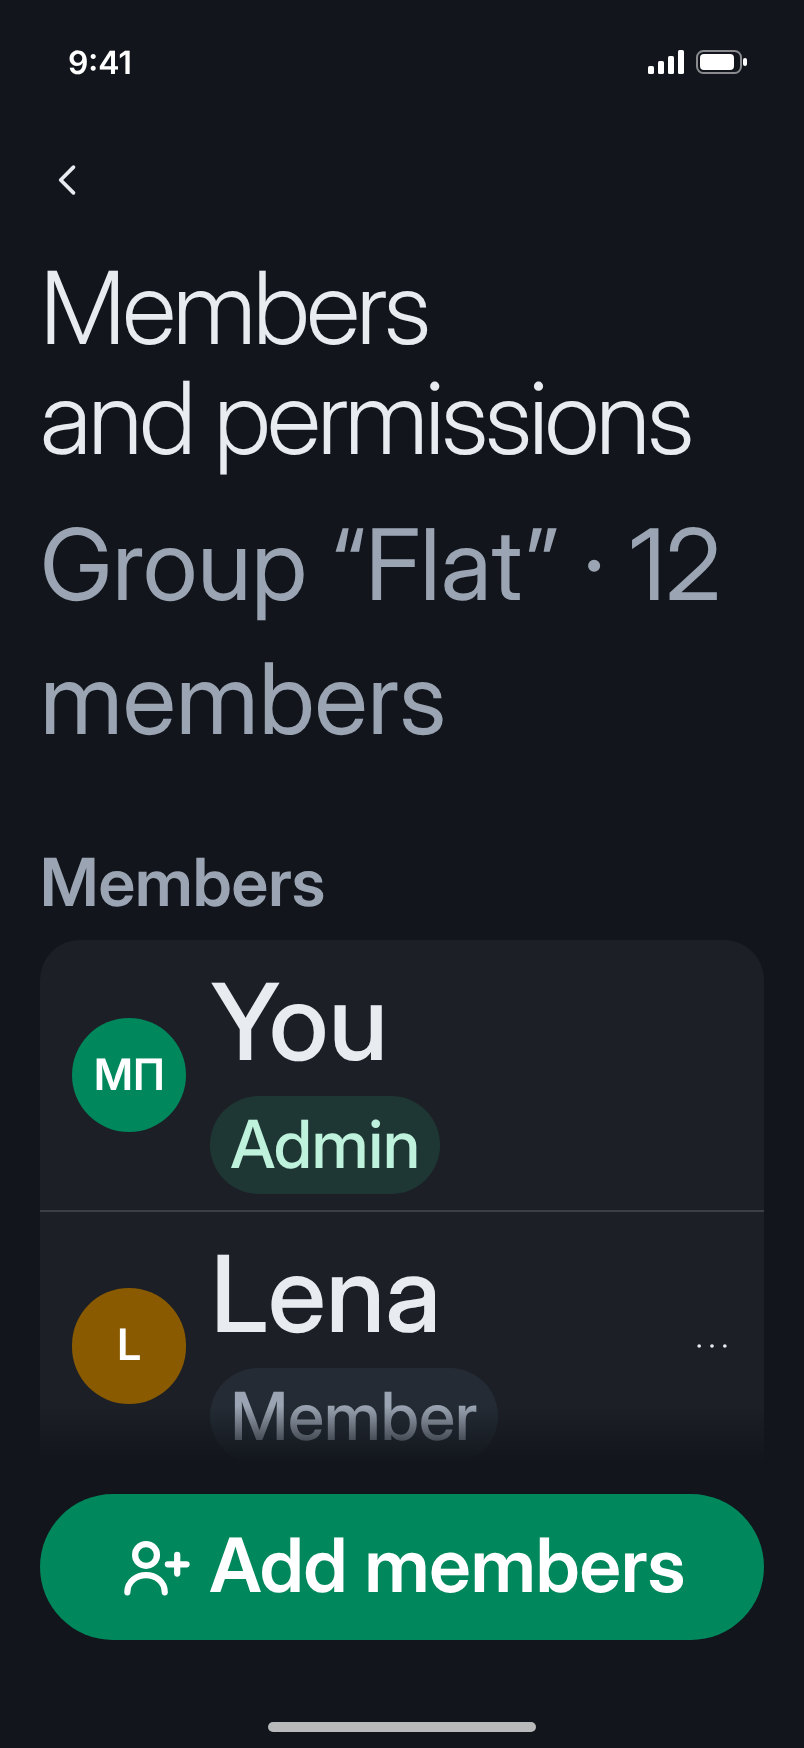 9:41
Members
and permissions
Group “Flat” · 12
members
Members
You
МП
Admin
Lena
L
...
Member
Add members